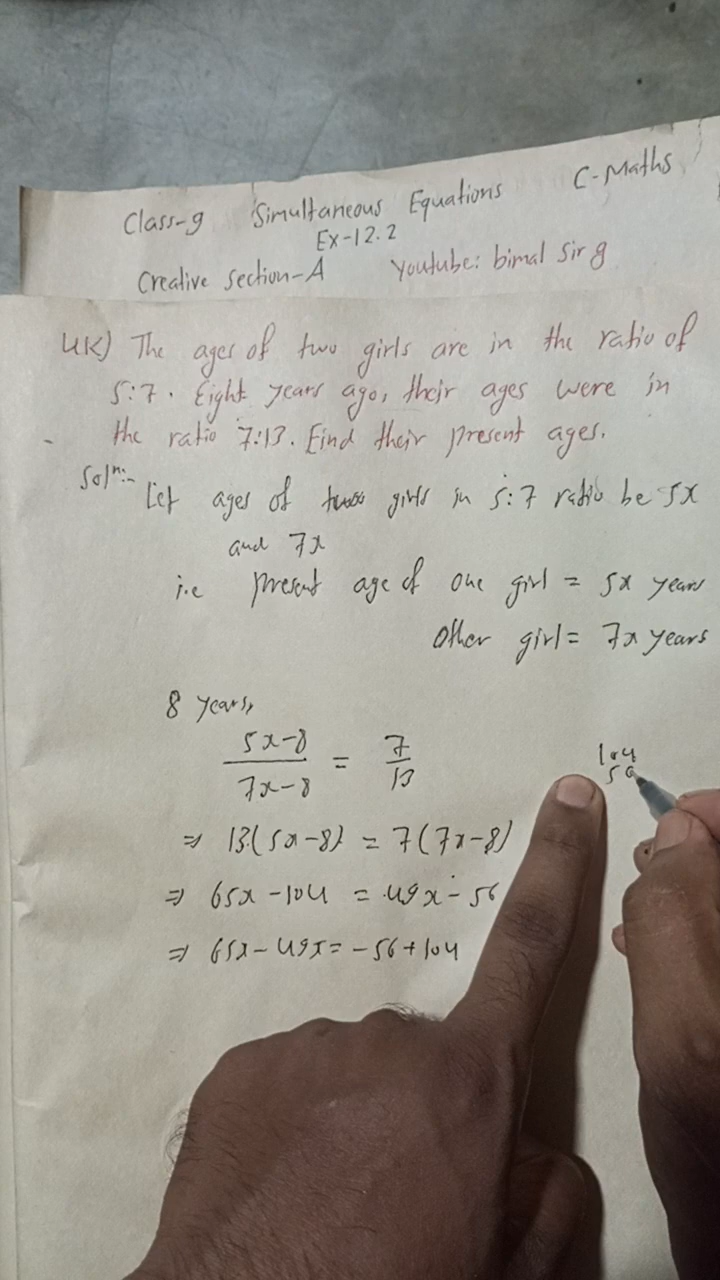 Class-9 Simultaneous Equations C-Maths
Ex-12.2
Creative section-A Youtube: bimal sir g
4K) The ages of two girls are in the ratio of
5:7. Eight years ago, their ages were in
the ratio 7:13. Find their present ages.
Solⁿ:-
Let ages of two girls in 5:7 ratio be 5x
and 7x
i.e present age of one girl = 5x years
Other girl = 7x years
8 years,
5x-8 / 7x-8 = 7 / 13
⇒ 13(5x-8) = 7(7x-8)
⇒ 65x - 104 = 49x - 56
⇒ 65x - 49x = -56 + 104
104
5